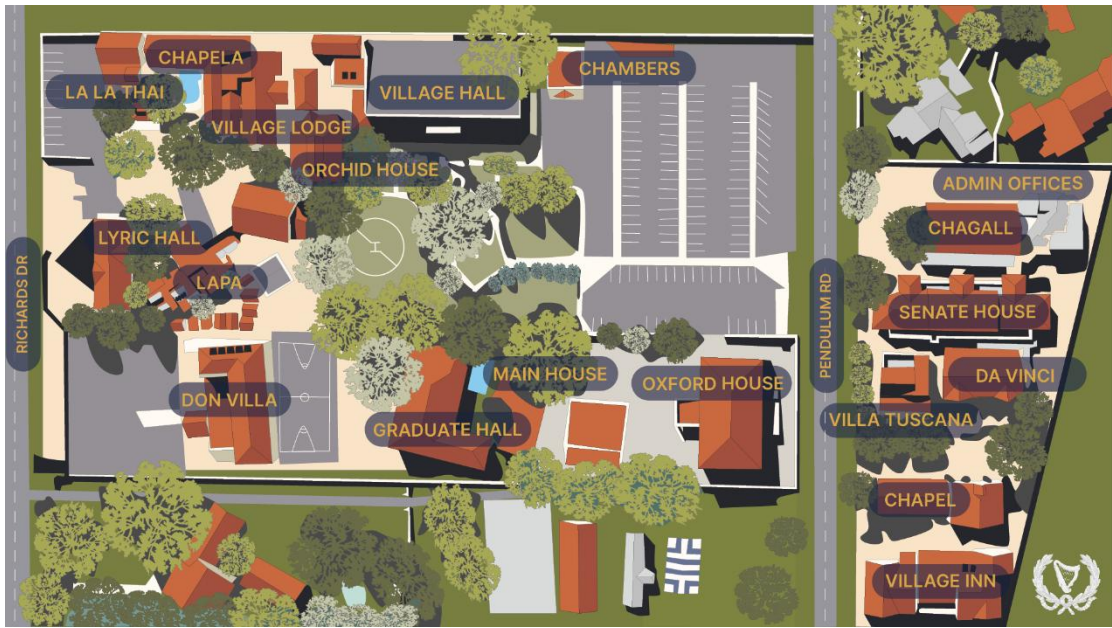 CHAPELA
LA LA THAI
VILLAGE HALL
CHAMBERS
VILLAGE LODGE
ORCHID HOUSE
LYRIC HALL
LAPA
RICHARDS DR
DON VILLA
GRADUATE HALL
MAIN HOUSE
OXFORD HOUSE
PENDULUM RD
ADMIN OFFICES
CHAGALL
SENATE HOUSE
DA VINCI
VILLA TUSCANA
CHAPEL
VILLAGE INN